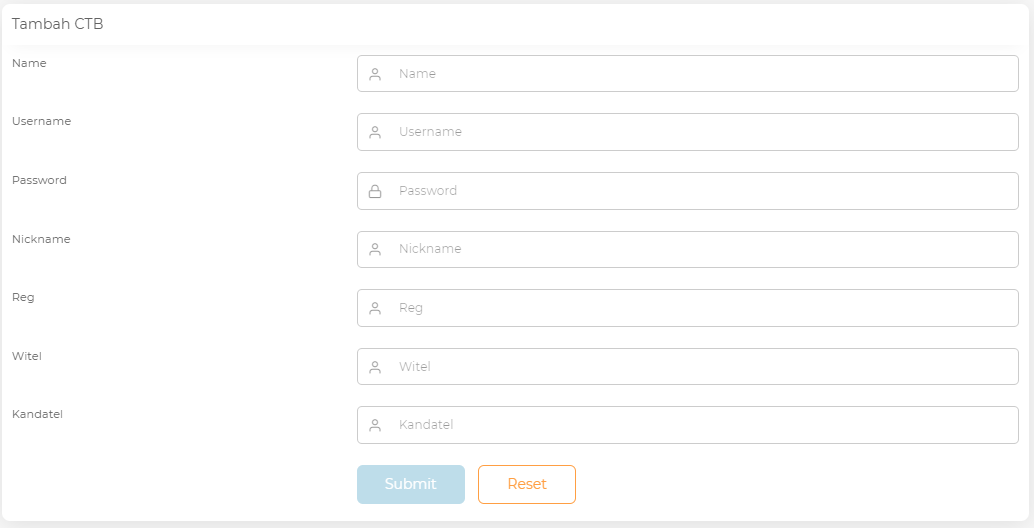 Tambah CTB
Name
Name
Username
Username
Password
Password
Nickname
Nickname
Reg
Reg
Witel
Witel
Kandatel
Kandatel
Submit
Reset